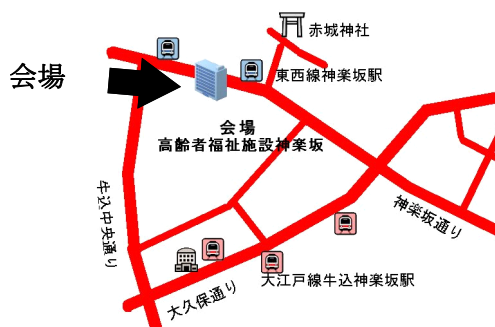 赤城神社
会場
東西線神楽坂駅
会場
高齢者福祉施設神楽坂
牛込中央通り
神楽坂通り
大江戸線牛込神楽坂駅
大久保通り